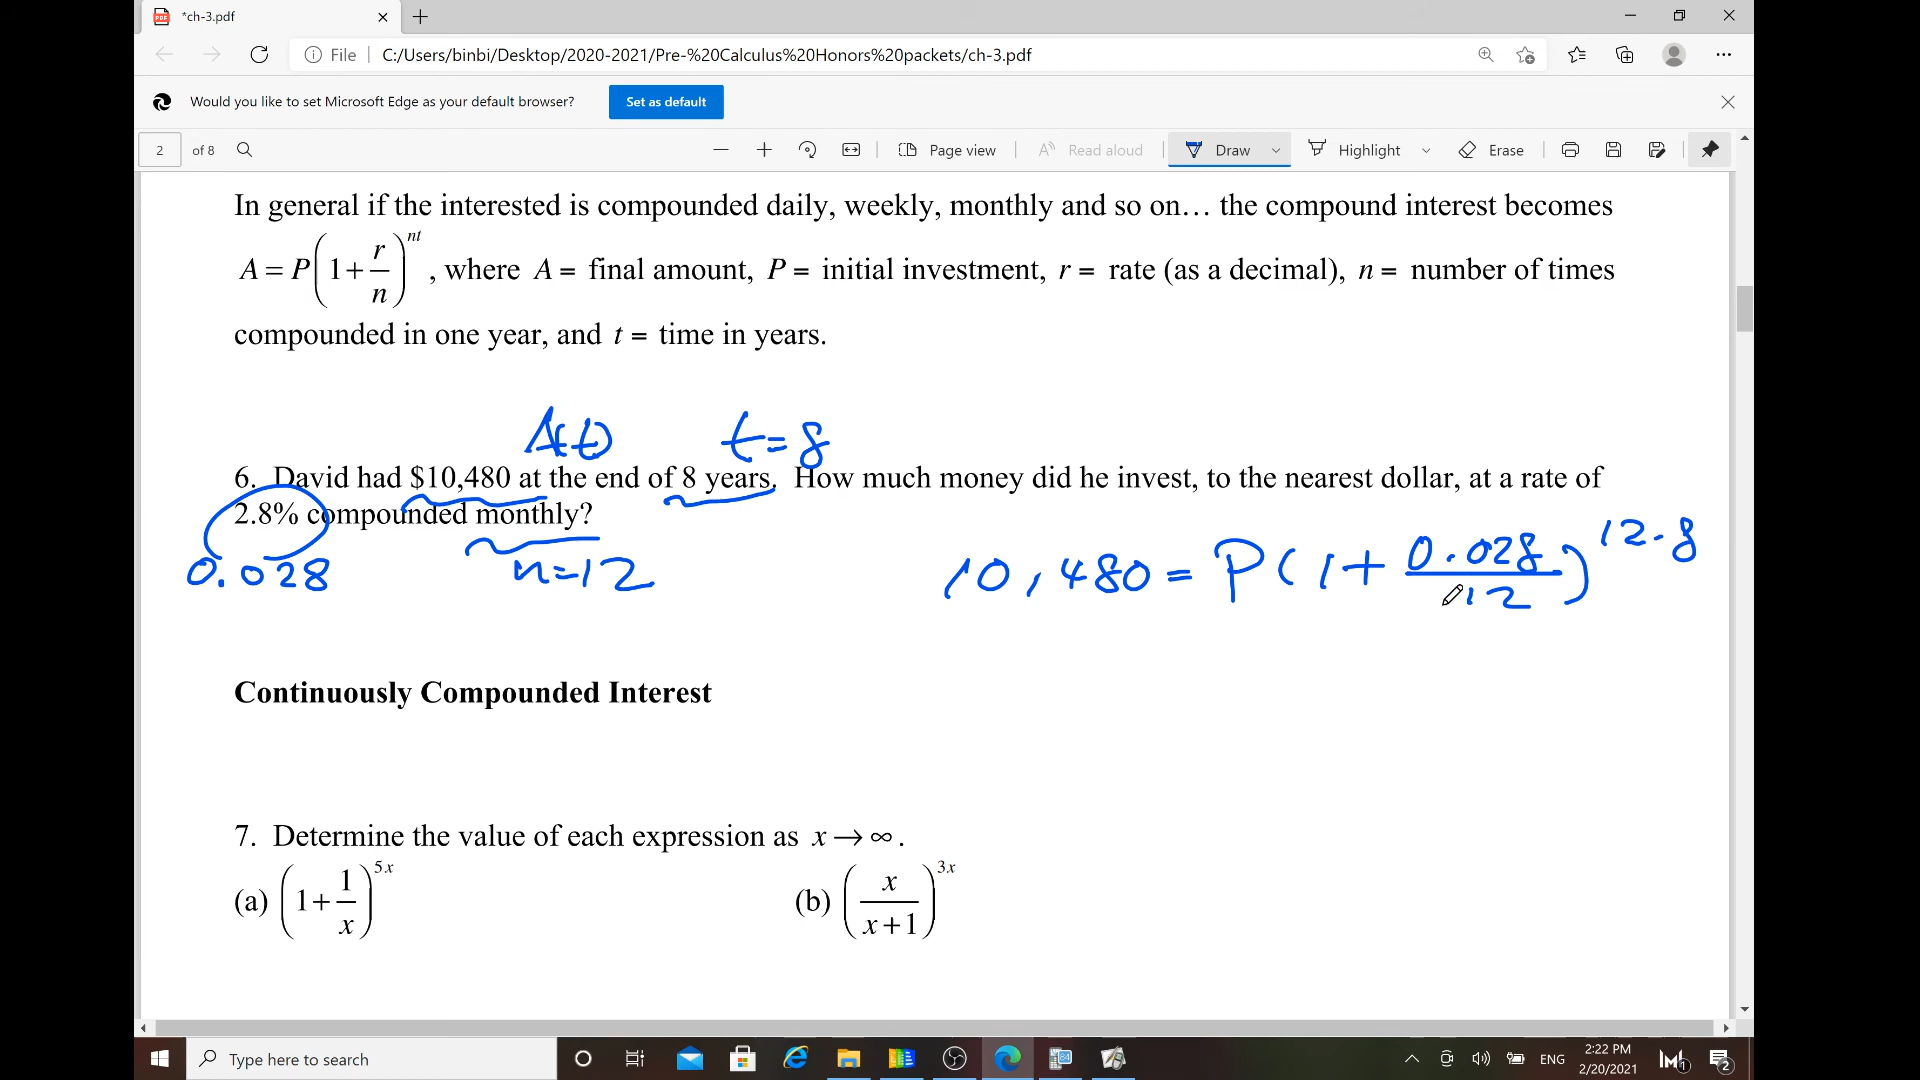 *ch-3.pdf
File C:/Users/binbi/Desktop/2020-2021/Pre-%20Calculus%20Honors%20packets/ch-3.pdf
Would you like to set Microsoft Edge as your default browser? Set as default
2 of 8 Page view Read aloud Draw Highlight Erase
In general if the interested is compounded daily, weekly, monthly and so on… the compound interest becomes
A = P(1 + r/n)^nt, where A = final amount, P = initial investment, r = rate (as a decimal), n = number of times
compounded in one year, and t = time in years.
A(t) t=8
6. David had $10,480 at the end of 8 years. How much money did he invest, to the nearest dollar, at a rate of
2.8% compounded monthly?
0.028 n=12 10,480 = P(1+ 0.028/12)^12·8
Continuously Compounded Interest
7. Determine the value of each expression as x → ∞.
(a) (1 + 1/x)^5x (b) (x/(x+1))^3x
Type here to search ENG 2:22 PM
2/20/2021